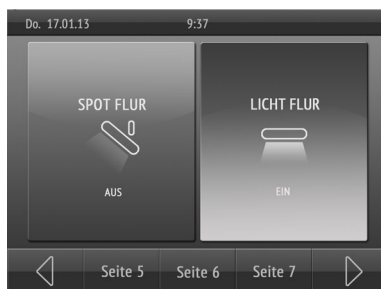 Do. 17.01.13 9:37
SPOT FLUR LICHT FLUR
AUS EIN
Seite 5 Seite 6 Seite 7